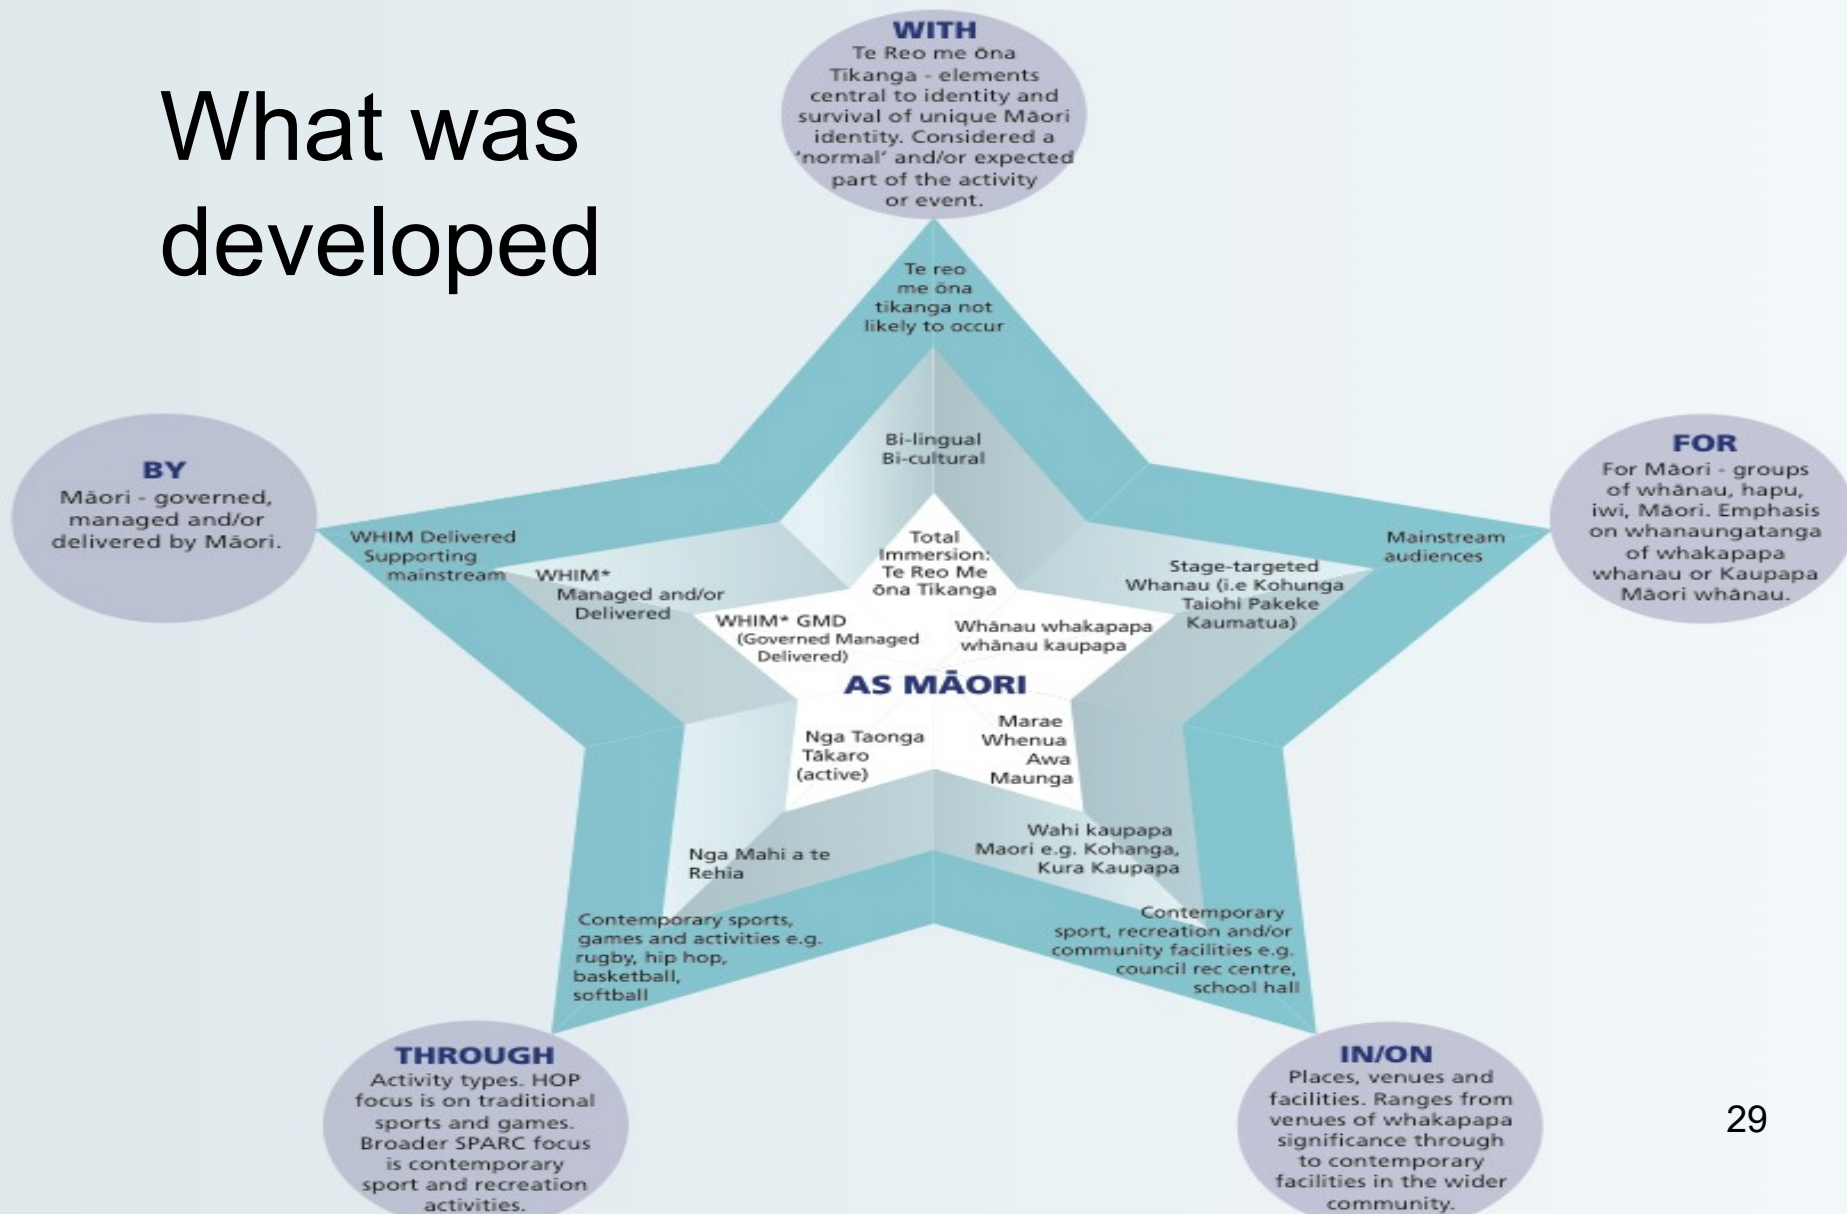 What was
developed
WITH
Te Reo me ōna
Tikanga - elements
central to identity and
survival of unique Māori
identity. Considered a
'normal' and/or expected
part of the activity
or event.
Te reo
me ōna
tikanga not
likely to occur
Bi-lingual
Bi-cultural
Total
Immersion:
Te Reo Me
ōna Tikanga
BY
Māori - governed,
managed and/or
delivered by Māori.
WHIM Delivered
Supporting
mainstream
WHIM*
Managed and/or
Delivered
WHIM* GMD
(Governed Managed
Delivered)
FOR
For Māori - groups
of whānau, hapu,
iwi, Māori. Emphasis
on whanaungatanga
of whakapapa
whanau or Kaupapa
Māori whānau.
Mainstream
audiences
Stage-targeted
Whanau (i.e Kohunga
Taiohi Pakeke
Kaumatua)
Whānau whakapapa
whānau kaupapa
AS MĀORI
Nga Taonga
Tākaro
(active)
Marae
Whenua
Awa
Maunga
Nga Mahi a te
Rehia
Wahi kaupapa
Maori e.g. Kohanga,
Kura Kaupapa
Contemporary sports,
games and activities e.g.
rugby, hip hop,
basketball,
softball
Contemporary
sport, recreation and/or
community facilities e.g.
council rec centre,
school hall
THROUGH
Activity types. HOP
focus is on traditional
sports and games.
Broader SPARC focus
is contemporary
sport and recreation
activities.
IN/ON
Places, venues and
facilities. Ranges from
venues of whakapapa
significance through
to contemporary
facilities in the wider
community.
29